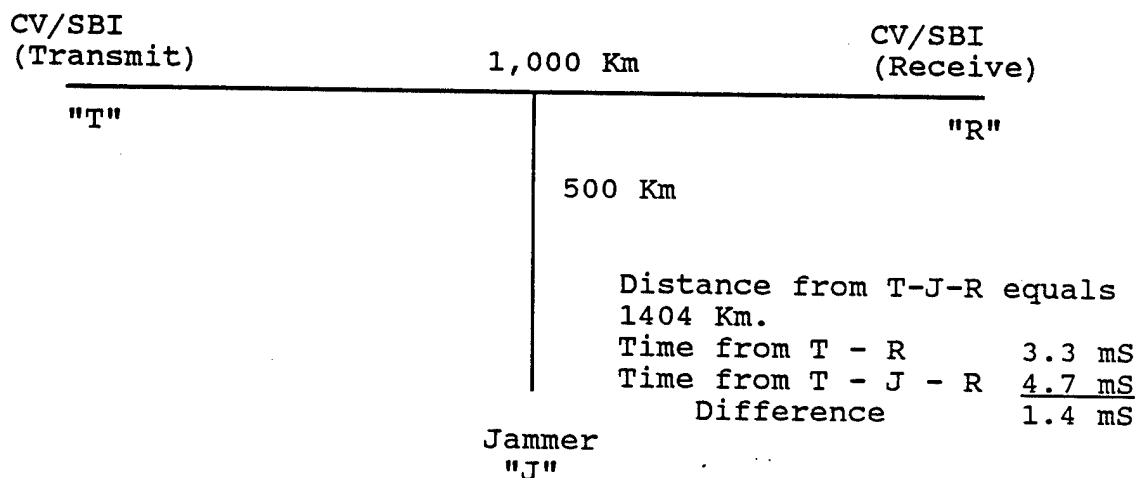 CV/SBI
(Transmit)
1,000 Km
CV/SBI
(Receive)
"T"
"R"
500 Km
Distance from T-J-R equals
1404 Km.
Time from T - R 3.3 mS
Time from T - J - R 4.7 mS
Difference 1.4 mS
Jammer
"J"